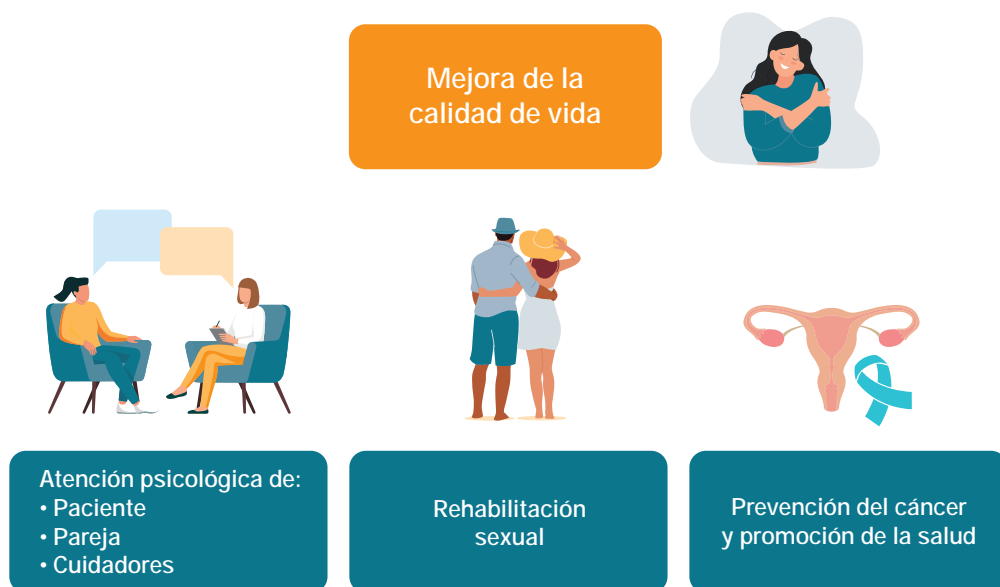 Mejora de la
calidad de vida
Atención psicológica de:
• Paciente
• Pareja
• Cuidadores
Rehabilitación
sexual
Prevención del cáncer
y promoción de la salud